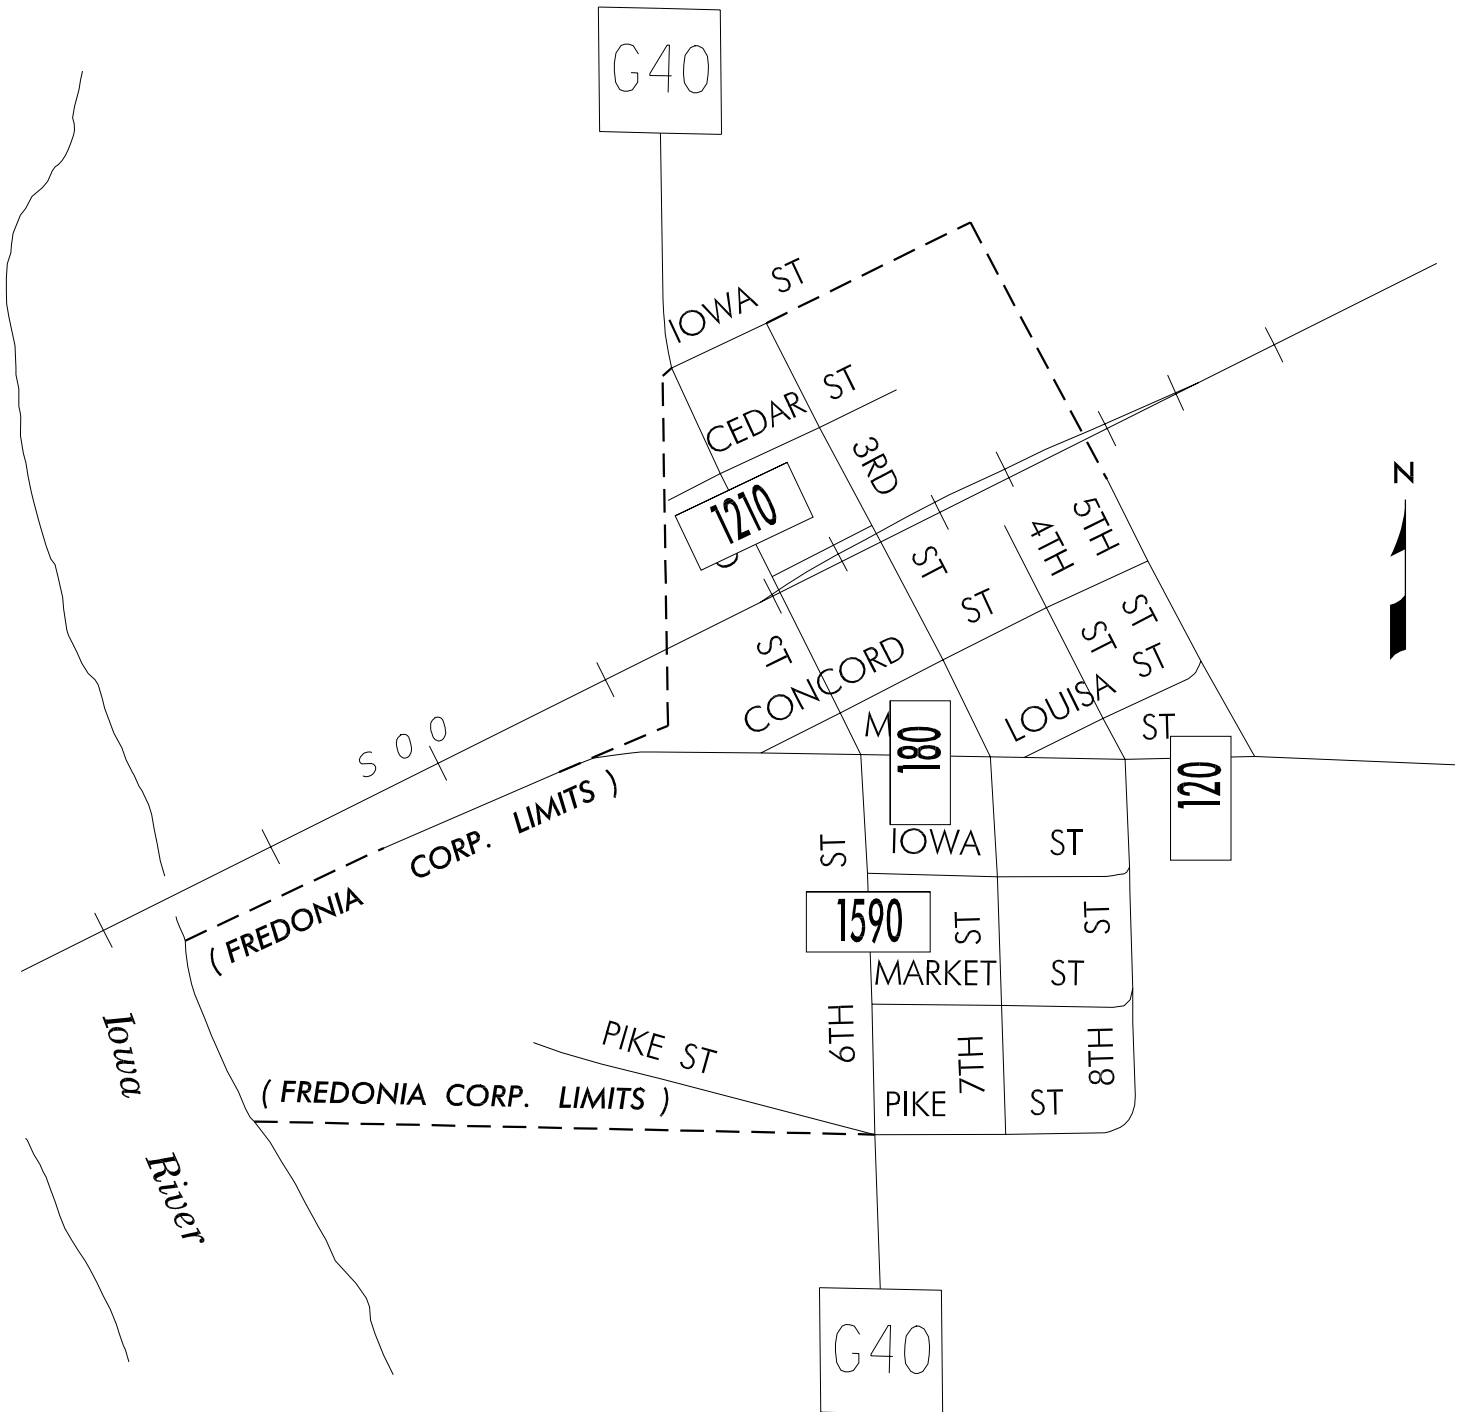 G40
IOWA ST
CEDAR ST
3RD
N
1210
5TH
4TH
ST
ST
ST
ST
ST
CONCORD
LOUISA ST
SOO
180
ST
120
( FREDONIA CORP. LIMITS )
ST
IOWA ST
1590
ST
ST
MARKET ST
Iowa River
6TH
PIKE ST
7TH
8TH
( FREDONIA CORP. LIMITS )
PIKE ST
G40